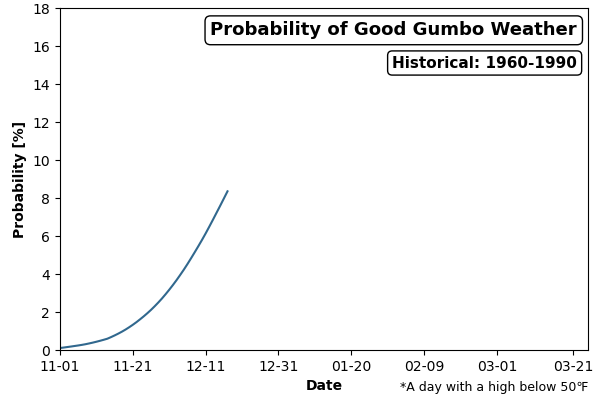 Probability of Good Gumbo Weather
Historical: 1960-1990
Probability [%]
18
16
14
12
10
8
6
4
2
0
11-01 11-21 12-11 12-31 01-20 02-09 03-01 03-21
Date
*A day with a high below 50°F